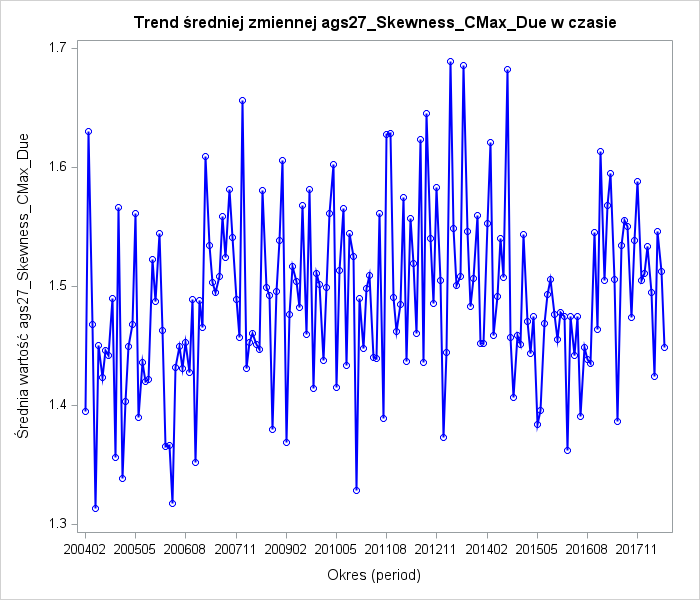 Trend średniej zmiennej ags27_Skewness_CMax_Due w czasie
Średnia wartość ags27_Skewness_CMax_Due
1.7
1.6
1.5
1.4
1.3
200402 200505 200608 200711 200902 201005 201108 201211 201402 201505 201608 201711
Okres (period)